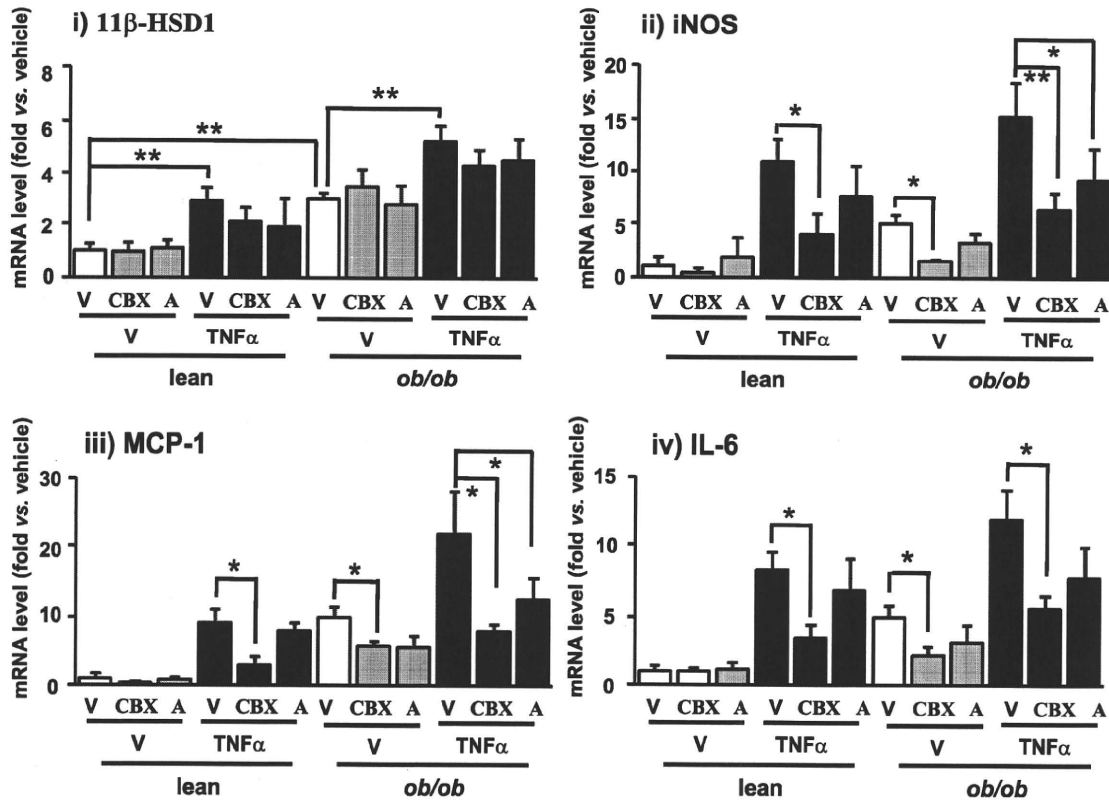 i) 11β-HSD1
mRNA level (fold vs. vehicle)
8
6
4
2
0
**
**
**
V CBX A V CBX A V CBX A V CBX A
V TNFα V TNFα
lean ob/ob
ii) iNOS
mRNA level (fold vs. vehicle)
20
15
10
5
0
*
*
*
**
V CBX A V CBX A V CBX A V CBX A
V TNFα V TNFα
lean ob/ob
iii) MCP-1
mRNA level (fold vs. vehicle)
30
20
10
0
*
*
*
*
V CBX A V CBX A V CBX A V CBX A
V TNFα V TNFα
lean ob/ob
iv) IL-6
mRNA level (fold vs. vehicle)
15
10
5
0
*
*
*
V CBX A V CBX A V CBX A V CBX A
V TNFα V TNFα
lean ob/ob